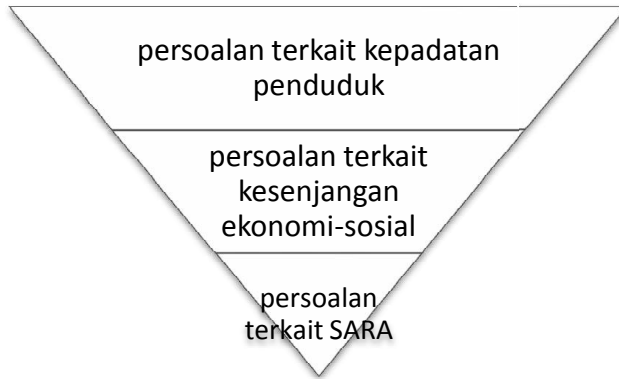 persoalan terkait kepadatan
penduduk
persoalan terkait
kesenjangan
ekonomi-sosial
persoalan
terkait SARA